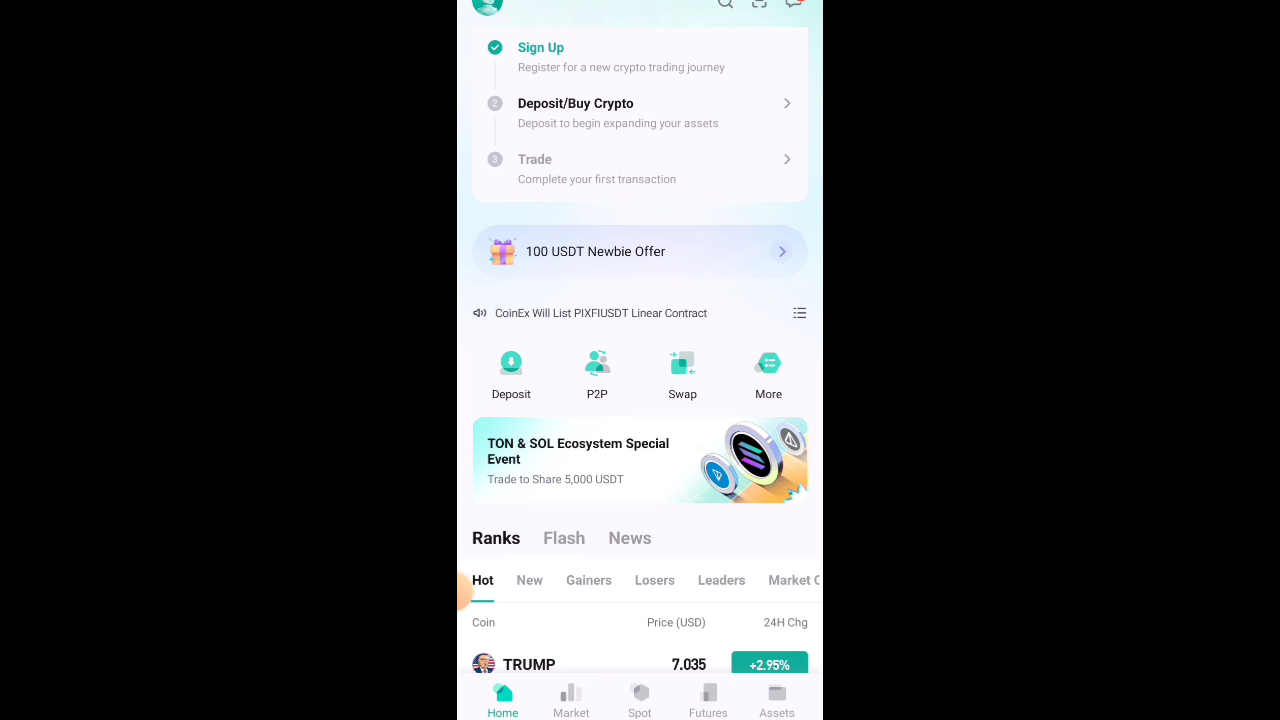 Sign Up
Register for a new crypto trading journey
2
Deposit/Buy Crypto
Deposit to begin expanding your assets
3
Trade
Complete your first transaction
100 USDT Newbie Offer
CoinEx Will List PIXFIUSDT Linear Contract
Deposit P2P Swap More
TON & SOL Ecosystem Special
Event
Trade to Share 5,000 USDT
Ranks Flash News
Hot New Gainers Losers Leaders Market C
Coin Price (USD) 24H Chg
TRUMP 7.035 +2.95%
Home Market Spot Futures Assets